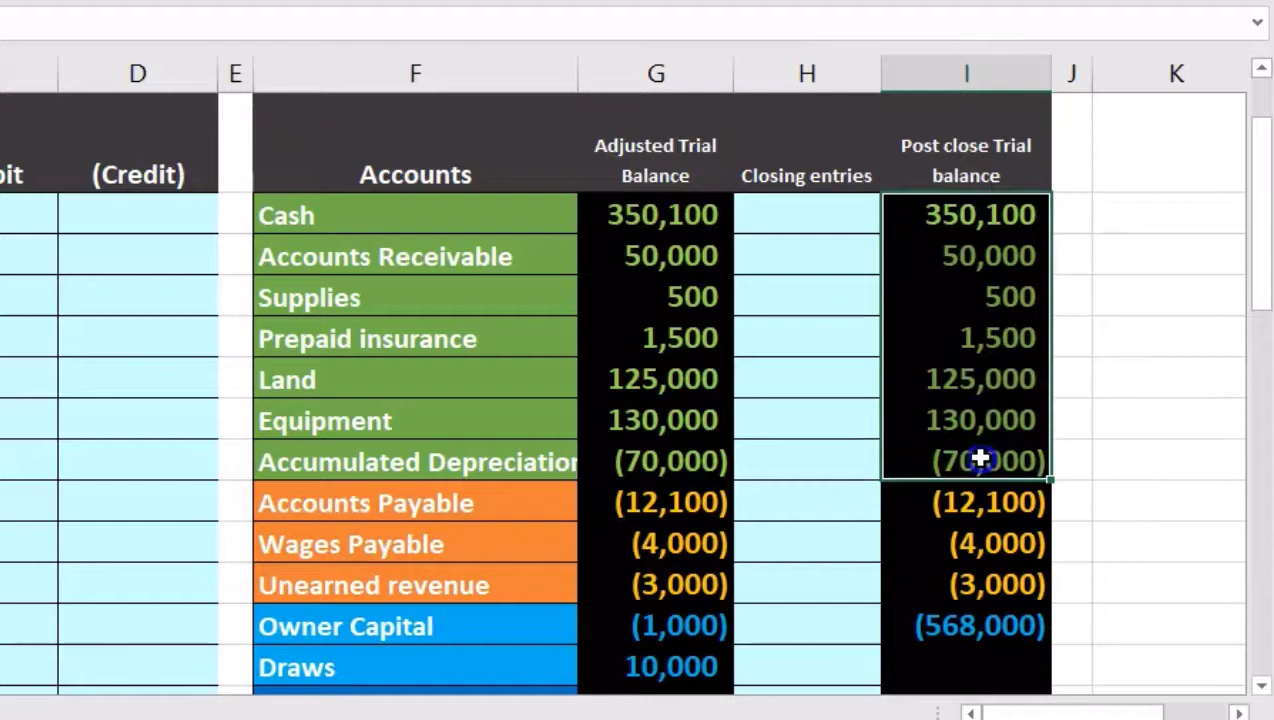 D E F G H I J K
bit (Credit) Accounts Adjusted Trial Balance Closing entries Post close Trial balance
Cash 350,100 350,100
Accounts Receivable 50,000 50,000
Supplies 500 500
Prepaid insurance 1,500 1,500
Land 125,000 125,000
Equipment 130,000 130,000
Accumulated Depreciation (70,000) (70,000)
Accounts Payable (12,100) (12,100)
Wages Payable (4,000) (4,000)
Unearned revenue (3,000) (3,000)
Owner Capital (1,000) (568,000)
Draws 10,000